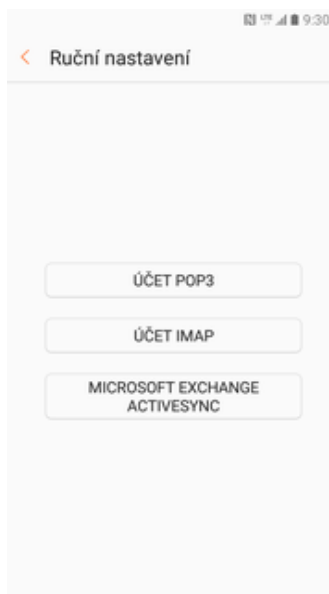 9:30
Ruční nastavení
ÚČET POP3
ÚČET IMAP
MICROSOFT EXCHANGE
ACTIVESYNC